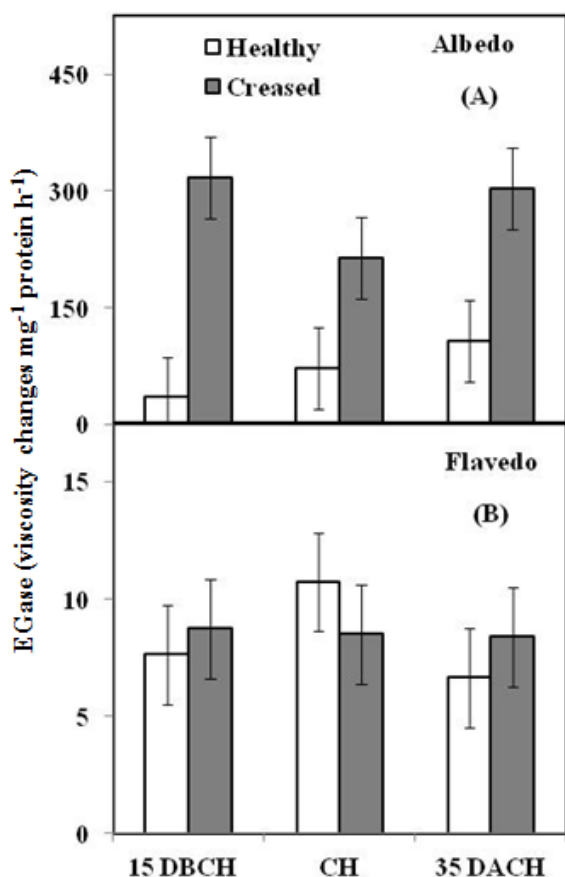 Healthy
Creased
Albedo
(A)
450
300
150
0
EGase (viscosity changes mg⁻¹ protein h⁻¹)
Flavedo
(B)
15
10
5
0
15 DBCH CH 35 DACH